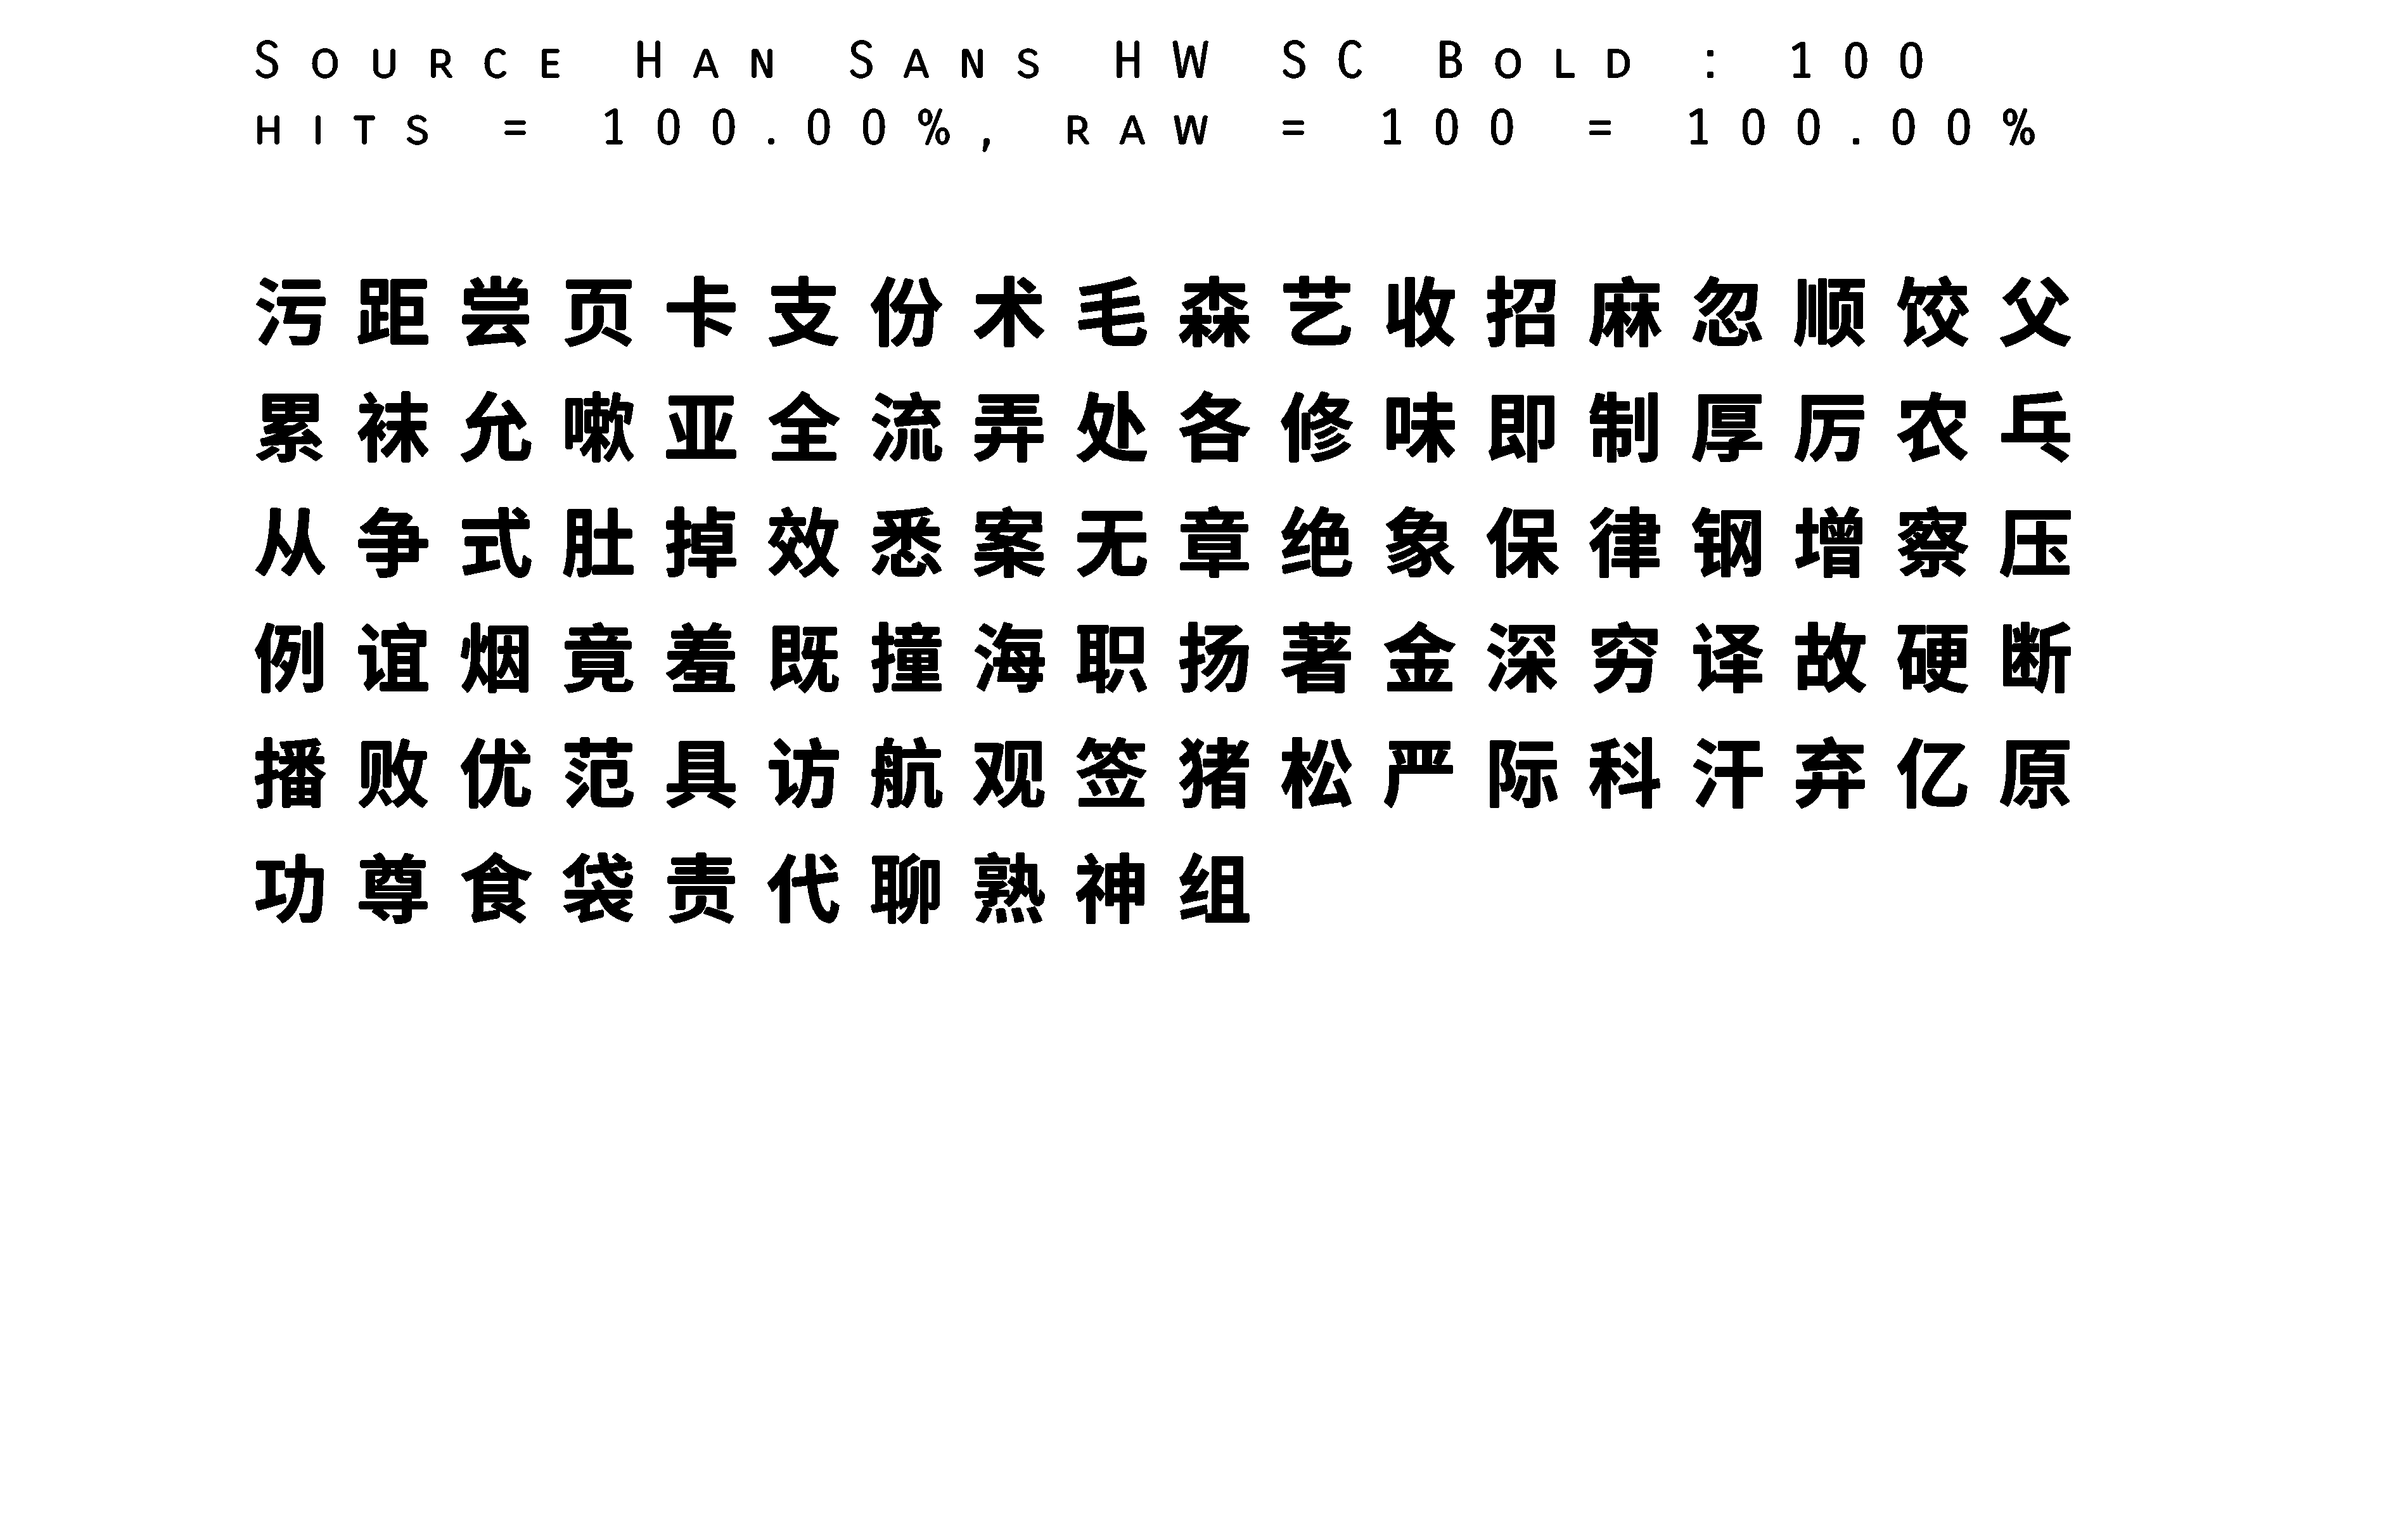 Source Han Sans HW SC Bold : 100
hits = 100.00%, raw = 100 = 100.00%
污距尝页卡支份术毛森艺收招麻忽顺饺父
累袜允嗽亚全流弄处各修味即制厚厉农乓
从争式肚掉效悉案无章绝象保律钢增察压
例谊烟竟羞既撞海职扬著金深穷译故硬断
播败优范具访航观签猪松严际科汗弃亿原
功尊食袋责代聊熟神组